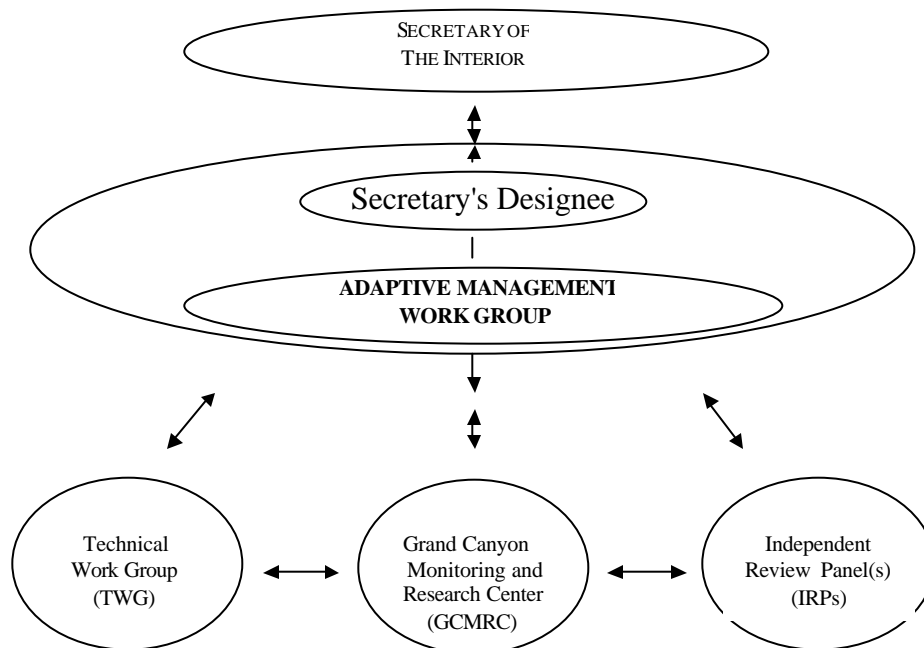 SECRETARY OF
THE INTERIOR
Secretary's Designee
ADAPTIVE MANAGEMENT
WORK GROUP
Technical
Work Group
(TWG)
Grand Canyon
Monitoring and
Research Center
(GCMRC)
Independent
Review Panel(s)
(IRPs)